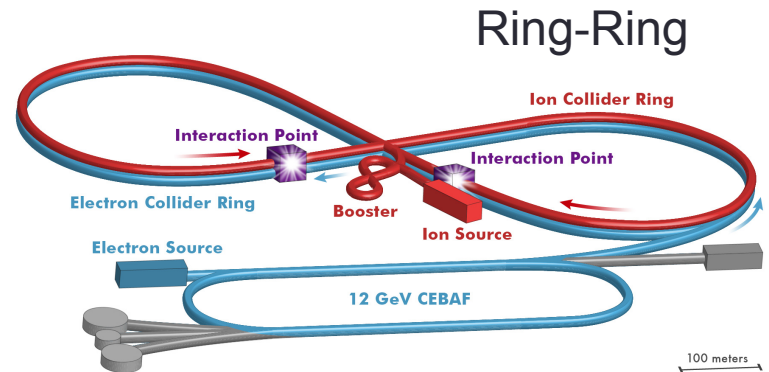 Ring-Ring
Ion Collider Ring
Interaction Point
Interaction Point
Electron Collider Ring
Booster
Ion Source
Electron Source
12 GeV CEBAF
100 meters